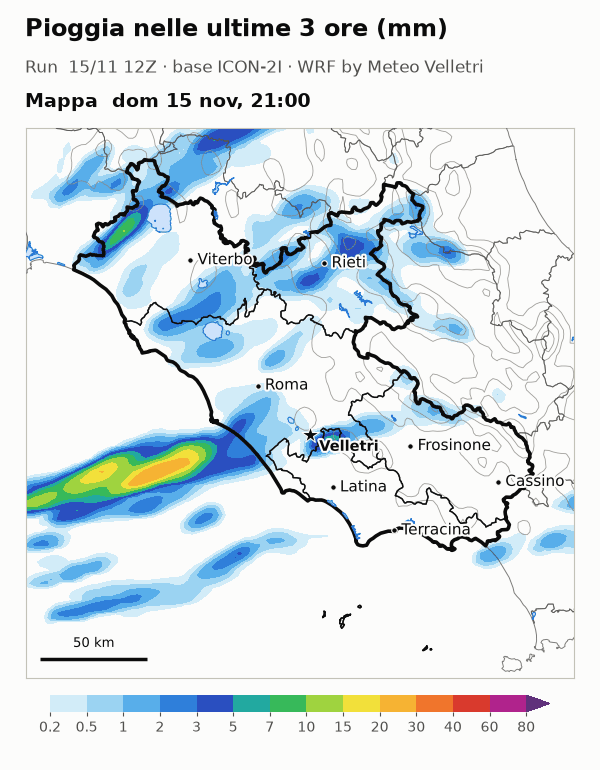 Pioggia nelle ultime 3 ore (mm)
Run  15/11 12Z · base ICON-2I · WRF by Meteo Velletri
Mappa  dom 15 nov, 21:00
Viterbo
Rieti
Roma
Velletri
Frosinone
Latina
Cassino
Terracina
50 km
0.2 0.5 1 2 3 5 7 10 15 20 30 40 60 80